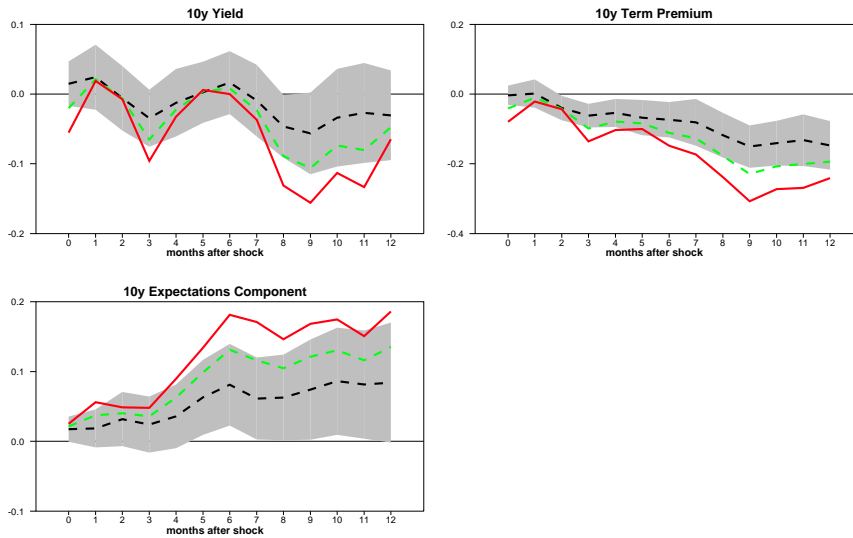 10y Yield
0.1
0.0
-0.1
-0.2
0 1 2 3 4 5 6 7 8 9 10 11 12
months after shock
10y Term Premium
0.2
0.0
-0.2
-0.4
0 1 2 3 4 5 6 7 8 9 10 11 12
months after shock
10y Expectations Component
0.2
0.1
0.0
-0.1
0 1 2 3 4 5 6 7 8 9 10 11 12
months after shock